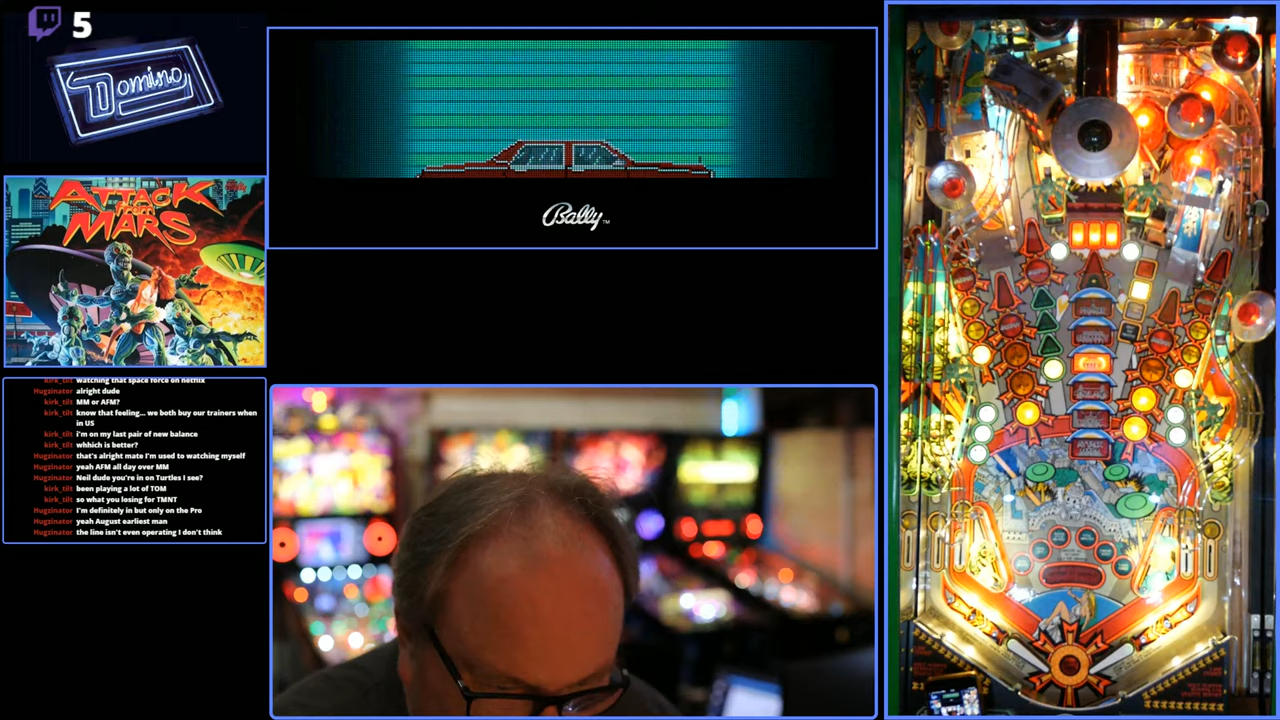 5
Domino
ATTACK
from
MARS
Bally™
kirk_tilt watching that space force on netflix
Hugzinator alright dude
kirk_tilt MM or AFM?
kirk_tilt know that feeling... we both buy our trainers when
in US
kirk_tilt i'm on my last pair of new balance
kirk_tilt whhich is better?
Hugzinator that's alright mate I'm used to watching myself
Hugzinator yeah AFM all day over MM
Hugzinator Neil dude you're in on Turtles I see?
kirk_tilt been playing a lot of TOM
kirk_tilt so what you losing for TMNT
Hugzinator I'm definitely in but only on the Pro
Hugzinator yeah August earliest man
Hugzinator the line isn't even operating I don't think